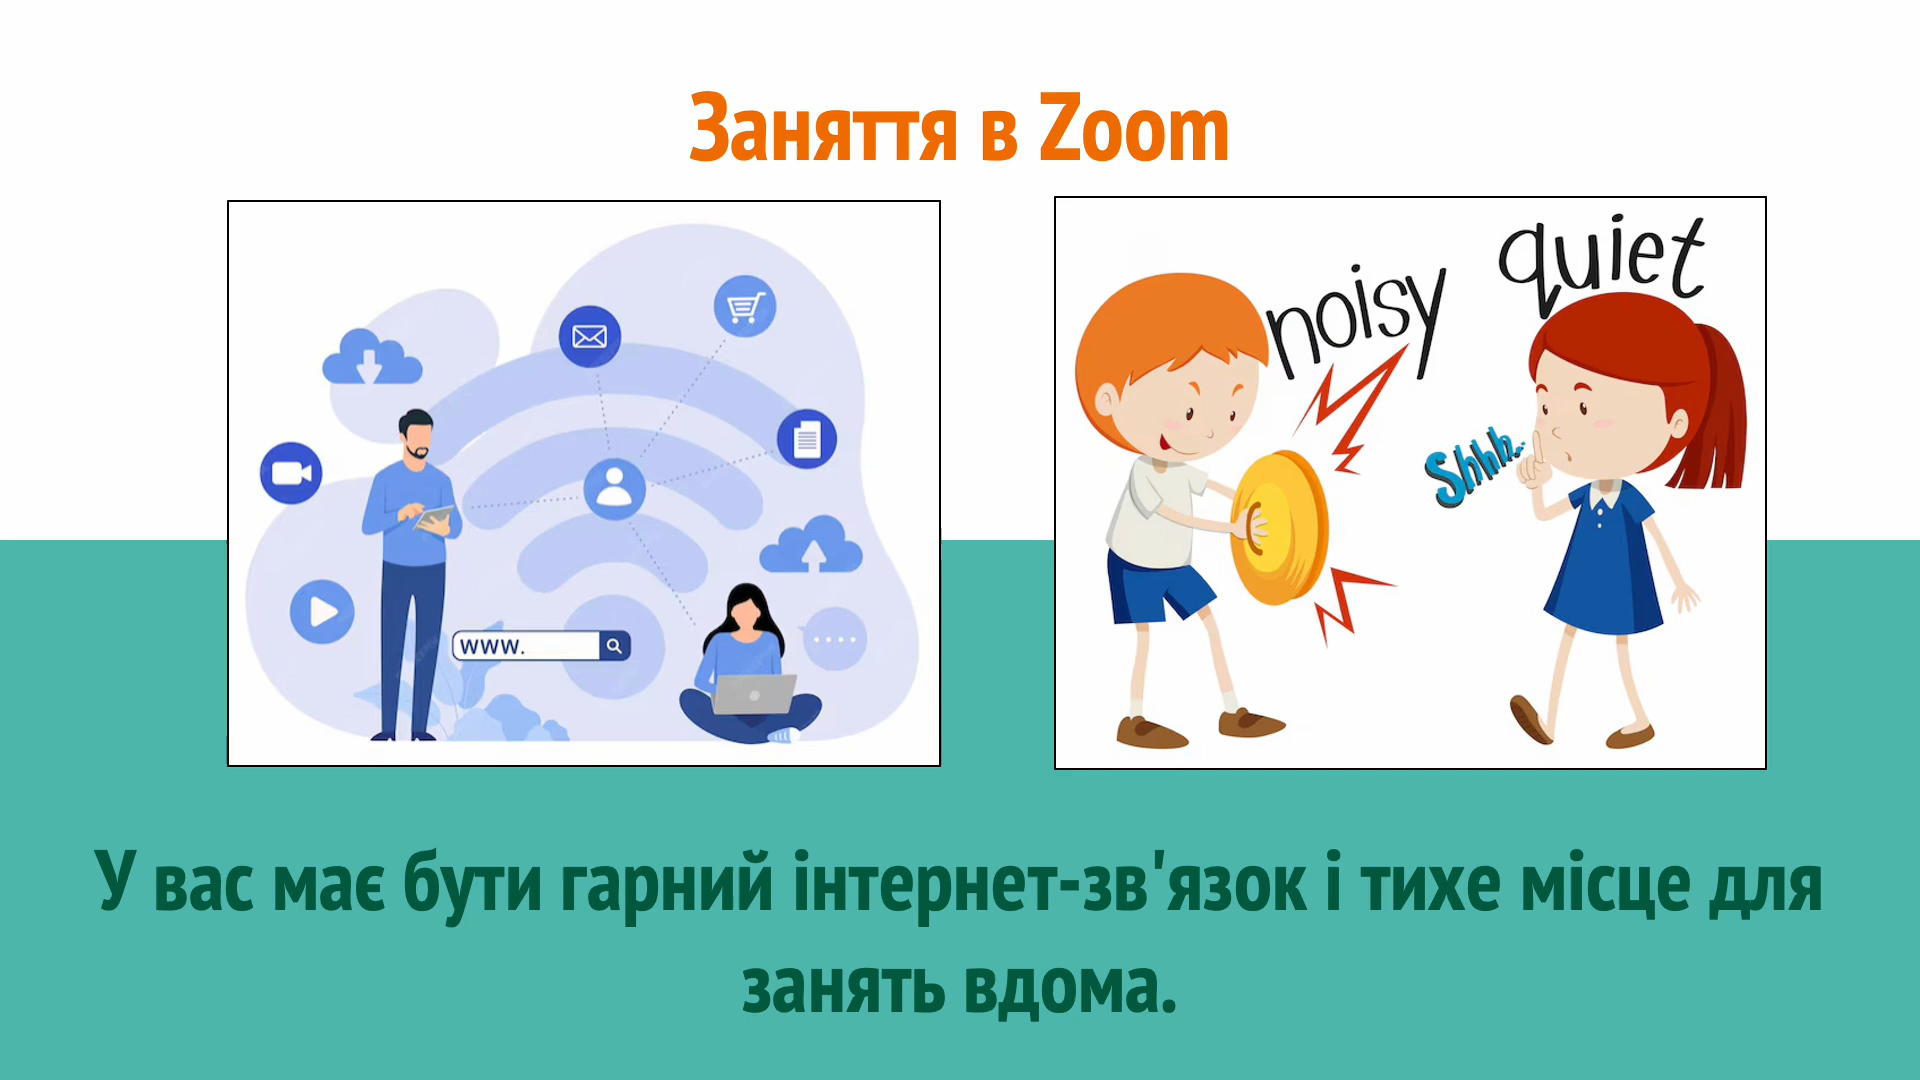 Заняття в Zoom
www.
noisy
quiet
Shhh..
У вас має бути гарний інтернет-зв'язок і тихе місце для
занять вдома.